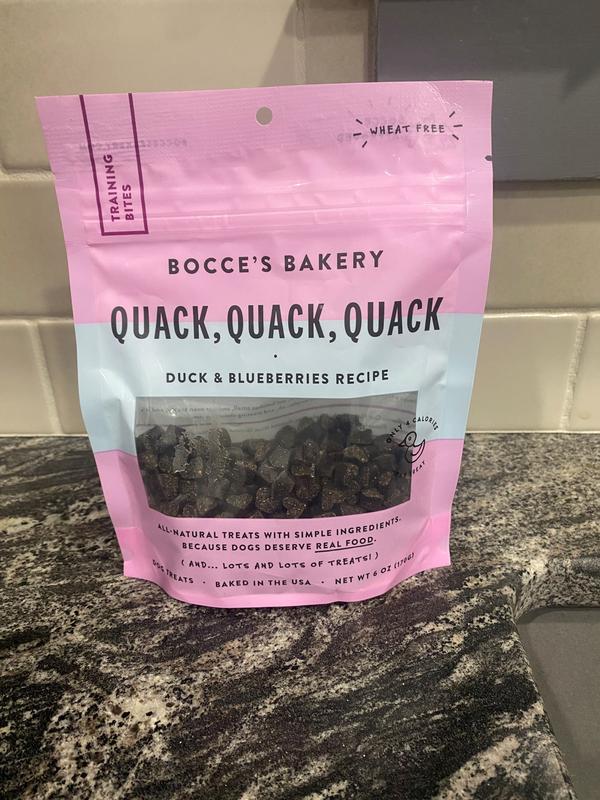 TRAINING
BITES
WHEAT FREE
BOCCE'S BAKERY
QUACK, QUACK, QUACK
DUCK & BLUEBERRIES RECIPE
ONLY 4 CALORIES
TREAT
ALL-NATURAL TREATS WITH SIMPLE INGREDIENTS.
BECAUSE DOGS DESERVE REAL FOOD.
( AND... LOTS AND LOTS OF TREATS! )
DOG TREATS · BAKED IN THE USA · NET WT 6 OZ (170G)